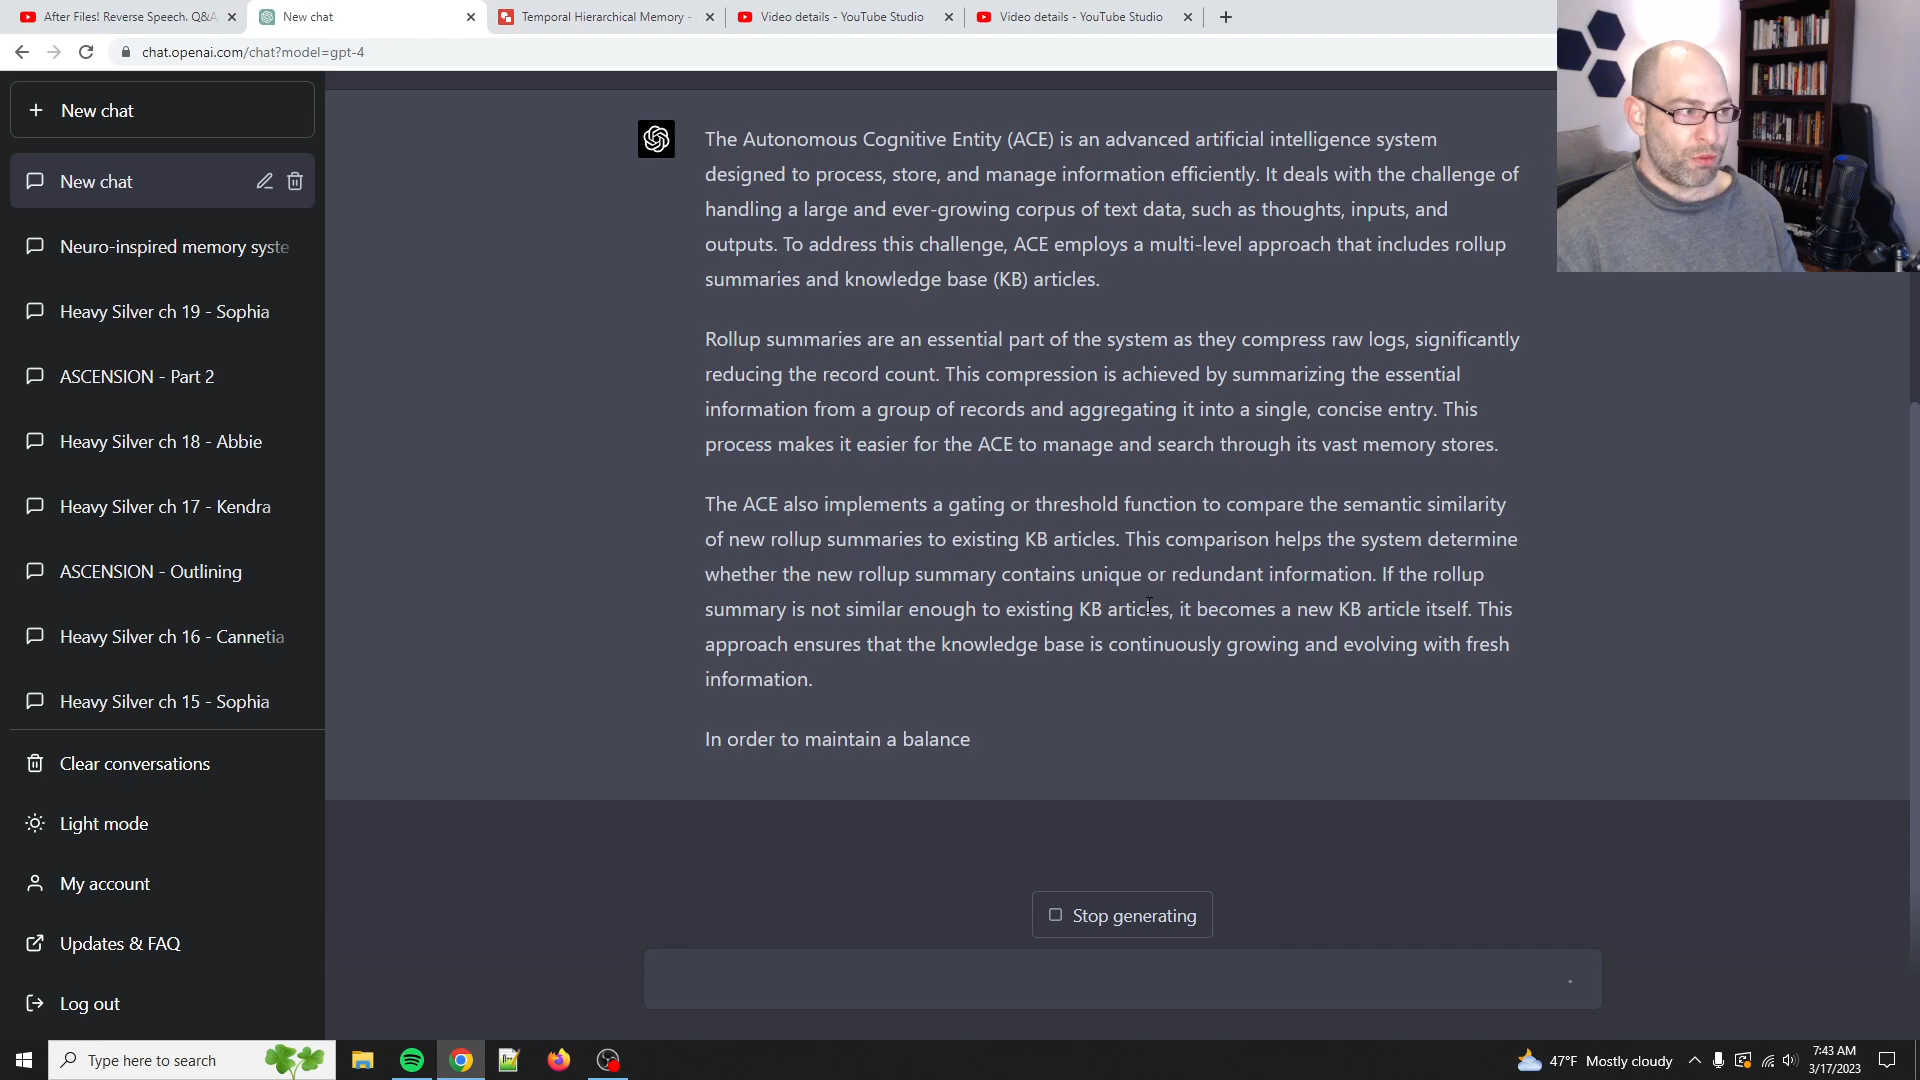 After Files! Reverse Speech. Q&A
New chat
Temporal Hierarchical Memory -
Video details - YouTube Studio
Video details - YouTube Studio
chat.openai.com/chat?model=gpt-4
New chat
New chat
Neuro-inspired memory syste
Heavy Silver ch 19 - Sophia
ASCENSION - Part 2
Heavy Silver ch 18 - Abbie
Heavy Silver ch 17 - Kendra
ASCENSION - Outlining
Heavy Silver ch 16 - Cannetia
Heavy Silver ch 15 - Sophia
Clear conversations
Light mode
My account
Updates & FAQ
Log out
The Autonomous Cognitive Entity (ACE) is an advanced artificial intelligence system
designed to process, store, and manage information efficiently. It deals with the challenge of
handling a large and ever-growing corpus of text data, such as thoughts, inputs, and
outputs. To address this challenge, ACE employs a multi-level approach that includes rollup
summaries and knowledge base (KB) articles.
Rollup summaries are an essential part of the system as they compress raw logs, significantly
reducing the record count. This compression is achieved by summarizing the essential
information from a group of records and aggregating it into a single, concise entry. This
process makes it easier for the ACE to manage and search through its vast memory stores.
The ACE also implements a gating or threshold function to compare the semantic similarity
of new rollup summaries to existing KB articles. This comparison helps the system determine
whether the new rollup summary contains unique or redundant information. If the rollup
summary is not similar enough to existing KB articles, it becomes a new KB article itself. This
approach ensures that the knowledge base is continuously growing and evolving with fresh
information.
In order to maintain a balance
Stop generating
Type here to search
47°F Mostly cloudy
7:43 AM
3/17/2023